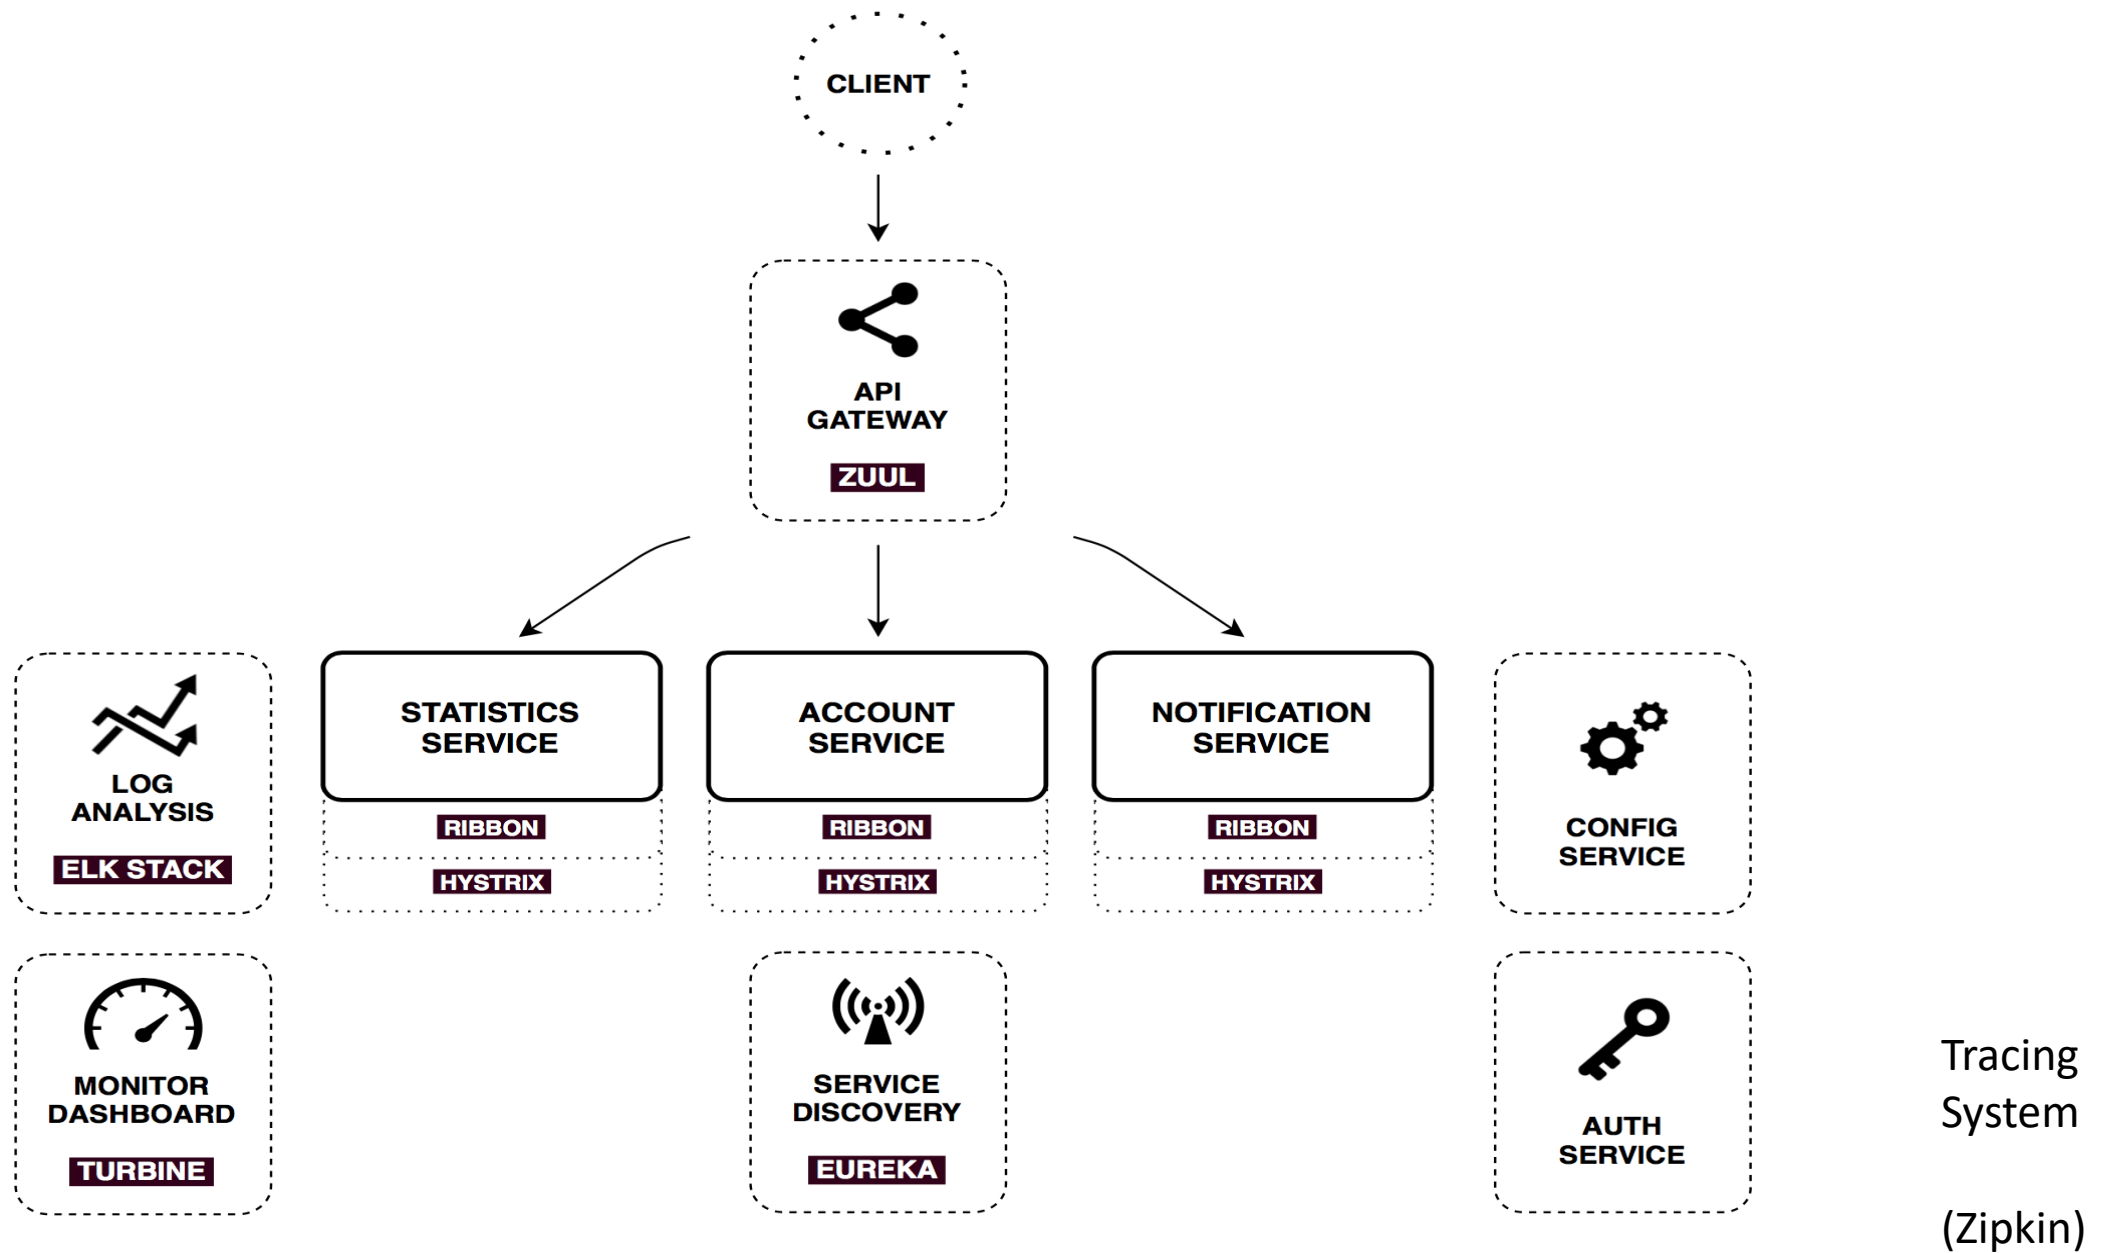 CLIENT
API
GATEWAY
ZUUL
LOG
ANALYSIS
ELK STACK
STATISTICS
SERVICE
RIBBON
HYSTRIX
ACCOUNT
SERVICE
RIBBON
HYSTRIX
NOTIFICATION
SERVICE
RIBBON
HYSTRIX
CONFIG
SERVICE
MONITOR
DASHBOARD
TURBINE
SERVICE
DISCOVERY
EUREKA
AUTH
SERVICE
Tracing
System
(Zipkin)